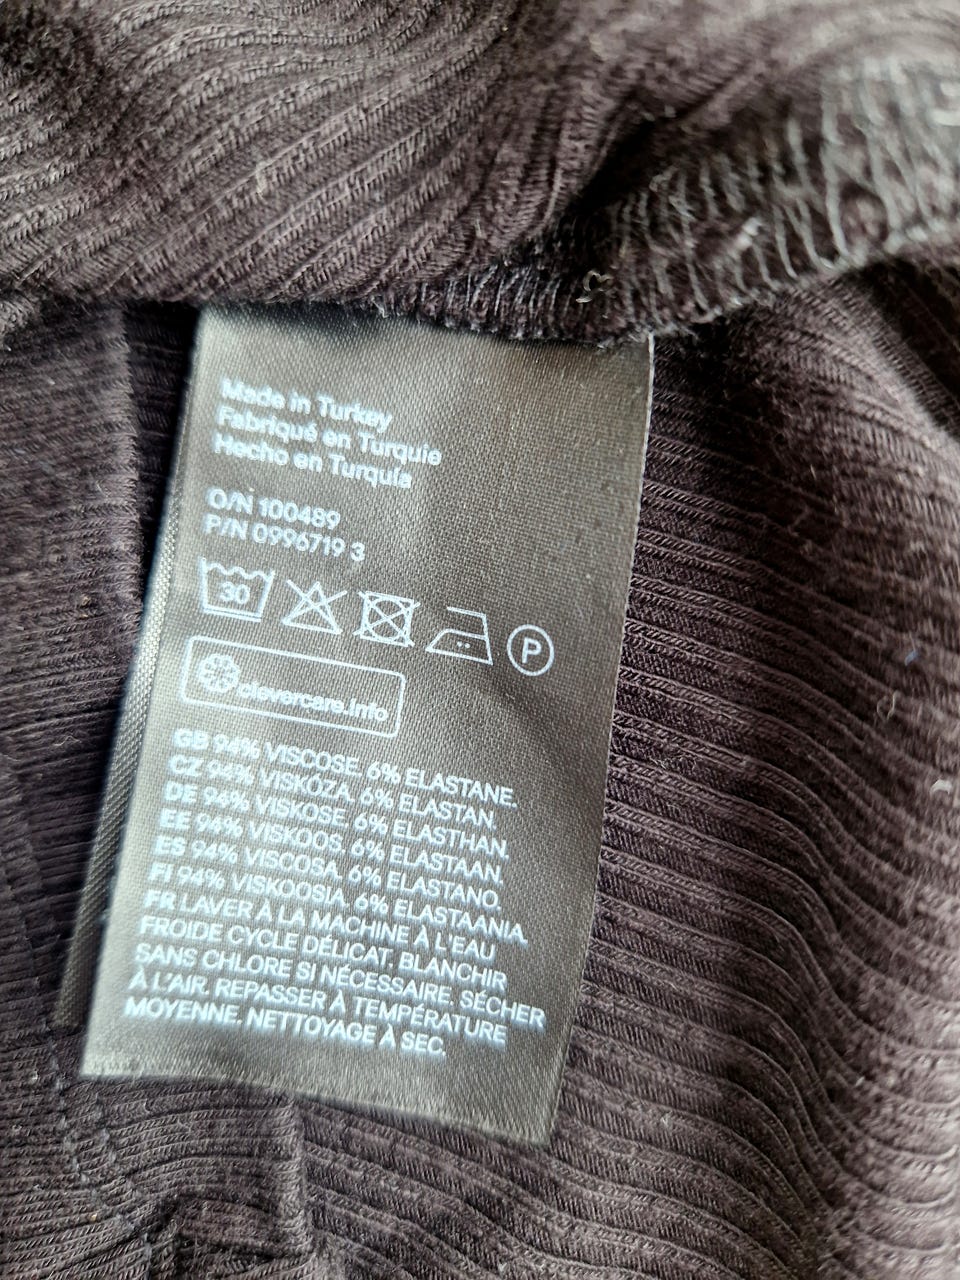 Made in Turkey
Fabriqué en Turquie
Hecho en Turquía
O/N 100489
P/N 0996719 3
30
P
clevercare.info
GB 94% VISCOSE. 6% ELASTANE.
CZ 94% VISKÓZA. 6% ELASTAN.
DE 94% VISKOSE. 6% ELASTHAN.
EE 94% VISKOOS. 6% ELASTAAN.
ES 94% VISCOSA. 6% ELASTANO.
FI 94% VISKOOSIA. 6% ELASTAANIA.
FR LAVER À LA MACHINE À L'EAU
FROIDE CYCLE DÉLICAT. BLANCHIR
SANS CHLORE SI NÉCESSAIRE. SÉCHER
À L'AIR. REPASSER À TEMPÉRATURE
MOYENNE. NETTOYAGE À SEC.